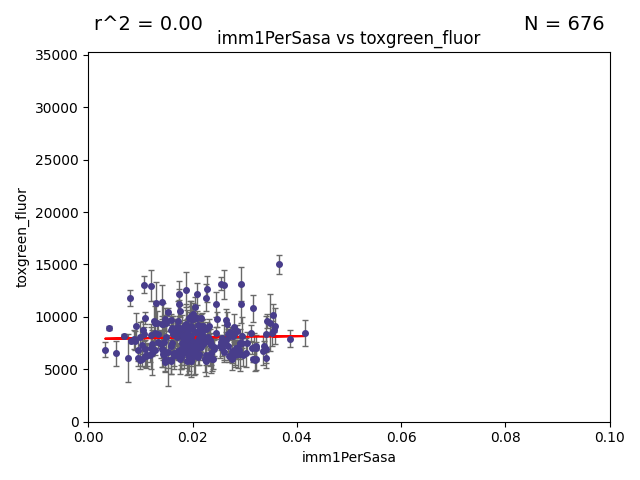 r^2 = 0.00
N = 676
imm1PerSasa vs toxgreen_fluor
35000
30000
25000
20000
15000
10000
5000
0
toxgreen_fluor
0.00
0.02
0.04
0.06
0.08
0.10
imm1PerSasa